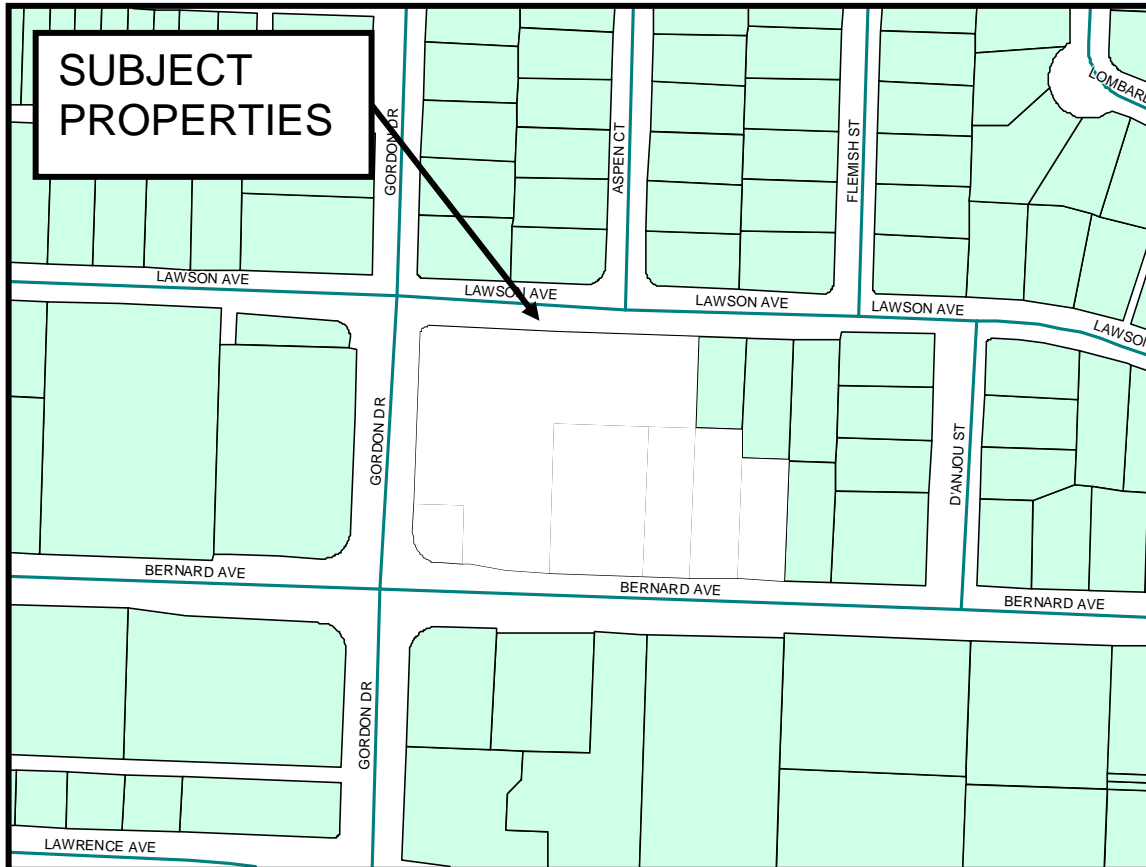 SUBJECT
PROPERTIES
GORDON DR
ASPEN CT
FLEMISH ST
LOMBARD
LAWSON AVE
LAWSON AVE
LAWSON AVE
LAWSON AVE
LAWSON
GORDON DR
D'ANJOU ST
BERNARD AVE
BERNARD AVE
BERNARD AVE
GORDON DR
LAWRENCE AVE